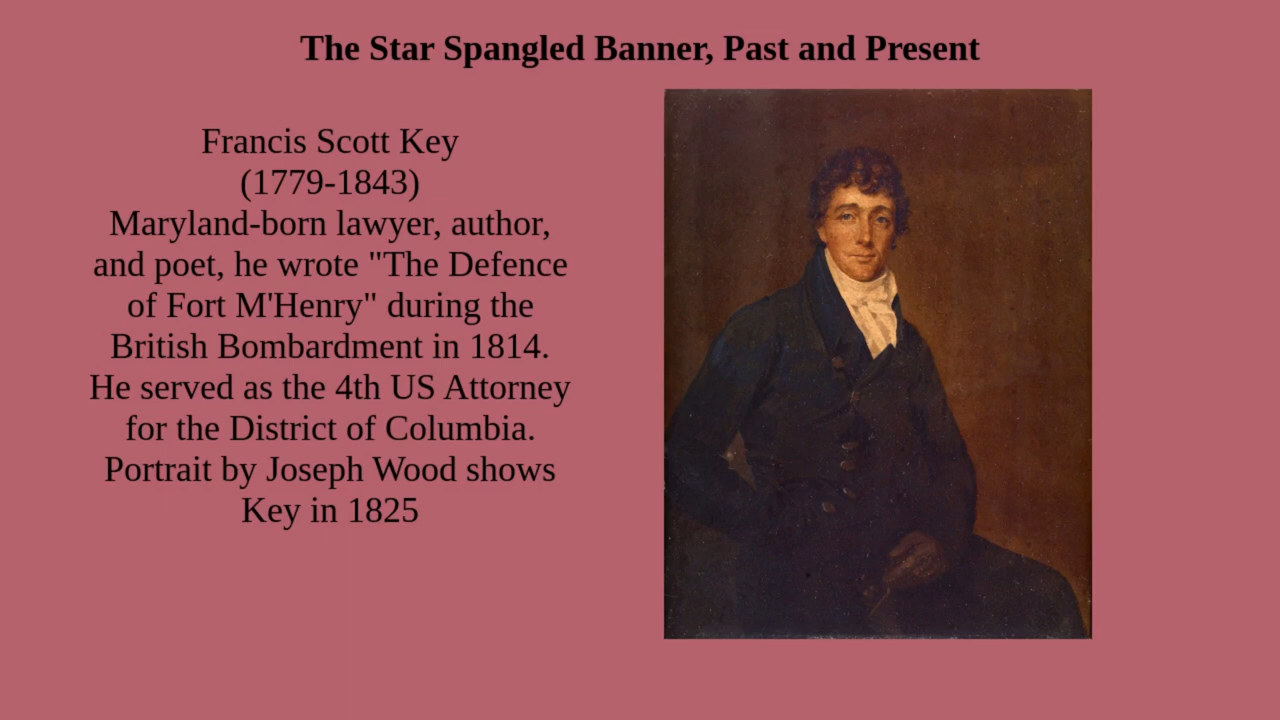 The Star Spangled Banner, Past and Present
Francis Scott Key
(1779-1843)
Maryland-born lawyer, author,
and poet, he wrote "The Defence
of Fort M'Henry" during the
British Bombardment in 1814.
He served as the 4th US Attorney
for the District of Columbia.
Portrait by Joseph Wood shows
Key in 1825